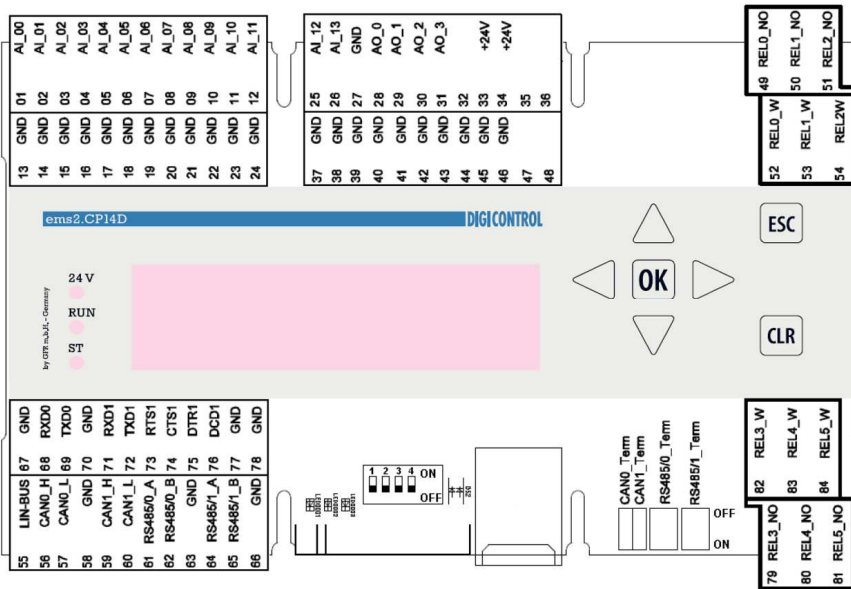 AI_00 AI_01 AI_02 AI_03 AI_04 AI_05 AI_06 AI_07 AI_08 AI_09 AI_10 AI_11
01 02 03 04 05 06 07 08 09 10 11 12
GND GND GND GND GND GND GND GND GND GND GND GND
13 14 15 16 17 18 19 20 21 22 23 24
AI_12 AI_13 GND AO_0 AO_1 AO_2 AO_3 +24V +24V
25 26 27 28 29 30 31 32 33 34 35 36
GND GND GND GND GND GND GND GND GND GND
37 38 39 40 41 42 43 44 45 46 47 48
49 REL0_NO
50 REL1_NO
51 REL2_NO
52 REL0_W
53 REL1_W
54 REL2W
ems2.CP14D DIGICONTROL
24 V
RUN
ST
by GFR m.b.H. - Germany
OK
ESC
CLR
GND RXD0 TXD0 GND RXD1 TXD1 RTS1 CTS1 DTR1 DCD1 GND GND
67 68 69 70 71 72 73 74 75 76 77 78
LIN-BUS CAN0_H CAN0_L GND CAN1_H CAN1_L RS485/0_A RS485/0_B GND RS485/1_A RS485/1_B GND
55 56 57 58 59 60 61 62 63 64 65 66
1 2 3 4 ON
OFF
CAN0_Term
CAN1_Term
RS485/0_Term
RS485/1_Term
OFF
ON
82 REL3_W
83 REL4_W
84 REL5_W
79 REL3_NO
80 REL4_NO
81 REL5_NO